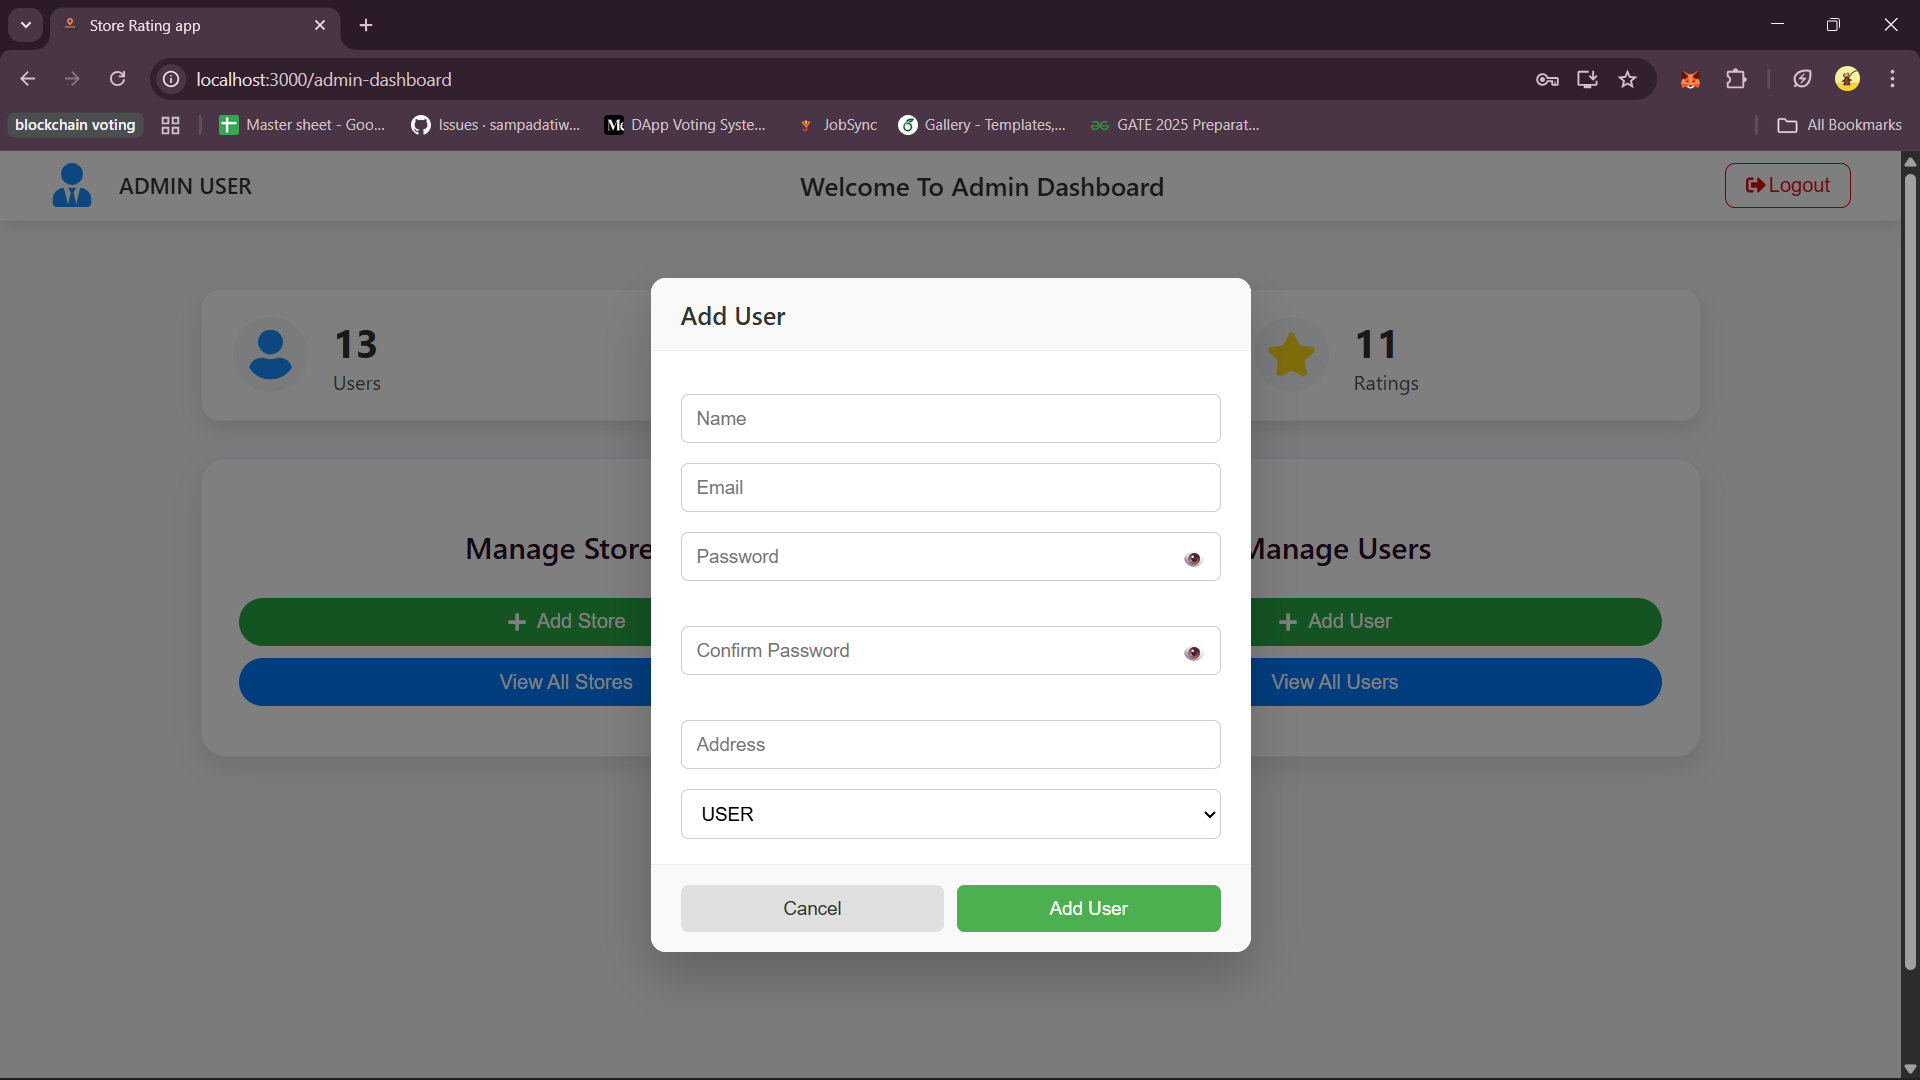 Store Rating app
localhost:3000/admin-dashboard
blockchain voting
Master sheet - Goo...
Issues · sampadatiw...
DApp Voting Syste...
JobSync
Gallery - Templates,...
GATE 2025 Preparat...
All Bookmarks
ADMIN USER
Welcome To Admin Dashboard
Logout
13
Users
11
Ratings
Manage Store
Manage Users
Add Store
View All Stores
Add User
View All Users
Add User
Name
Email
Password
Confirm Password
Address
USER
Cancel
Add User